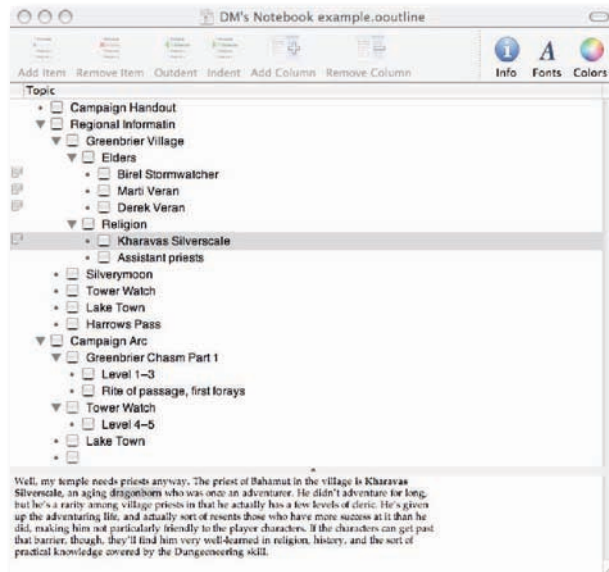 DM's Notebook example.ooutline
Add Item Remove Item Outdent Indent Add Column Remove Column Info Fonts Colors
Topic
Campaign Handout
Regional Informatin
Greenbrier Village
Elders
Birel Stormwatcher
Marti Veran
Derek Veran
Religion
Kharavas Silverscale
Assistant priests
Silverymoon
Tower Watch
Lake Town
Harrows Pass
Campaign Arc
Greenbrier Chasm Part 1
Level 1–3
Rite of passage, first forays
Tower Watch
Level 4–5
Lake Town
Well, my temple needs priests anyway. The priest of Bahamut in the village is Kharavas
Silverscale, an aging dragonborn who was once an adventurer. He didn't adventure for long,
but he's a rarity among village priests in that he actually has a few levels of cleric. He's given
up the adventuring life, and actually sort of resents those who have more success at it than he
did, making him not particularly friendly to the player characters. If the characters can get past
that barrier, though, they'll find him very well-learned in religion, history, and the sort of
practical knowledge covered by the Dungeoneering skill.